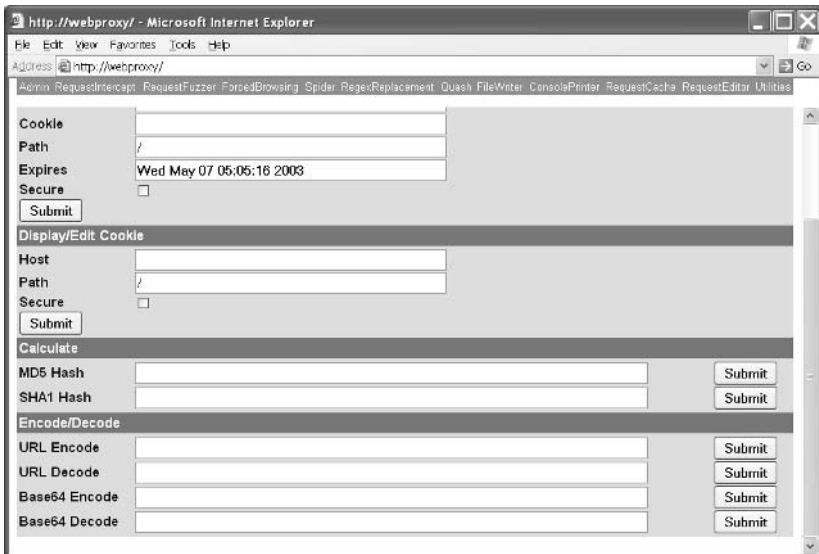 http://webproxy/ - Microsoft Internet Explorer
File Edit View Favorites Tools Help
Address http://webproxy/ Go
Admin RequestIntercept RequestFuzzer ForcedBrowsing Spider RegexReplacement Quash FileWriter ConsolePrinter RequestCache RequestEditor Utilities
Cookie
Path /
Expires Wed May 07 05:05:16 2003
Secure
Submit
Display/Edit Cookie
Host
Path /
Secure
Submit
Calculate
MD5 Hash Submit
SHA1 Hash Submit
Encode/Decode
URL Encode Submit
URL Decode Submit
Base64 Encode Submit
Base64 Decode Submit